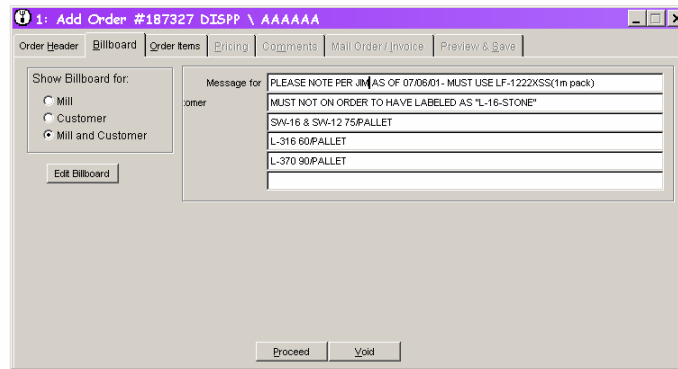 1: Add Order #187327 DISPP \ AAAAAA
Order Header Billboard Order Items Pricing Comments Mail Order / Invoice Preview & Save
Show Billboard for:
Mill
Customer
Mill and Customer
Edit Billboard
Message for
tomer
PLEASE NOTE PER JIM AS OF 07/06/01- MUST USE LF-1222XSS(1m pack)
MUST NOT ON ORDER TO HAVE LABELED AS "L-16-STONE"
SW-16 & SW-12 75/PALLET
L-316 60/PALLET
L-370 90/PALLET
Proceed Void